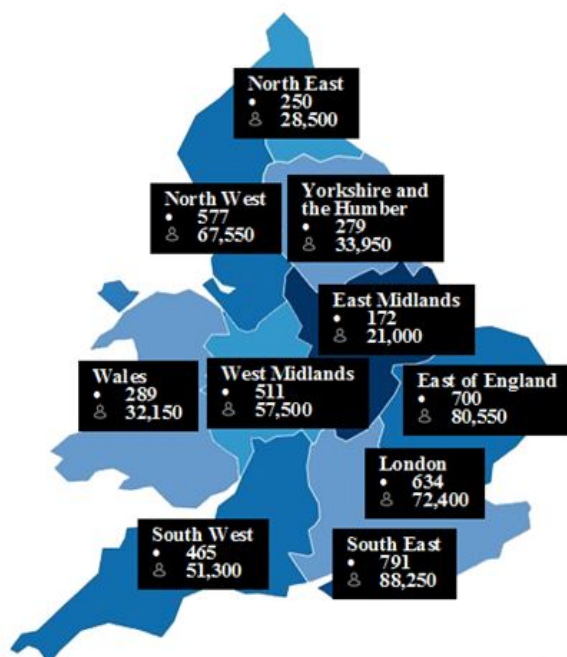 North East
• 250
28,500
North West
• 577
67,550
Yorkshire and
the Humber
• 279
33,950
East Midlands
• 172
21,000
Wales
• 289
32,150
West Midlands
• 511
57,500
East of England
• 700
80,550
London
• 634
72,400
South West
• 465
51,300
South East
• 791
88,250